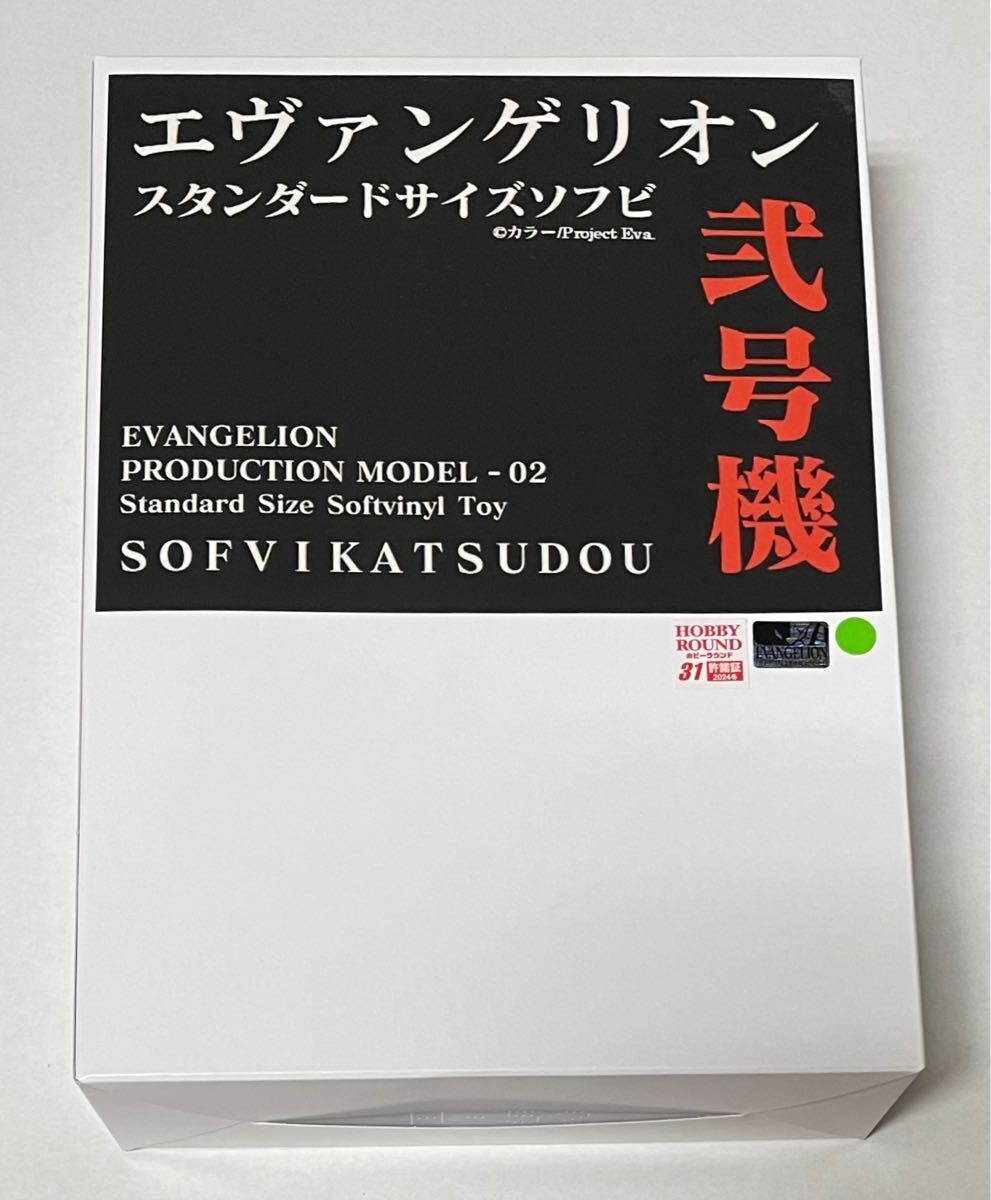 エヴァンゲリオン
スタンダードサイズソフビ
©カラー/Project Eva.
弐号機
EVANGELION
PRODUCTION MODEL - 02
Standard Size Softvinyl Toy
SOFVIKATSUDOU
HOBBY
ROUND
ホビーラウンド
31 許諾証
2024冬
EVANGELION